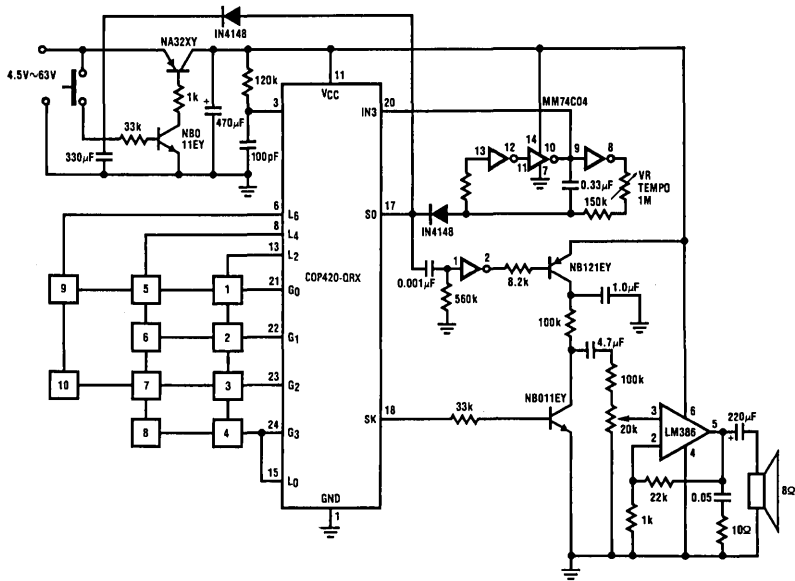 IN4148
NA32XY
4.5V~63V
1k
120k
11
VCC
3
IN3
20
MM74C04
470µF
+
33k
NB0
11EY
330µF
100pF
13
12
14
11
10
7
9
8
0.33µF
VR
TEMPO
1M
150k
6
L6
8
L4
13
L2
SO
17
IN4148
COP420-QRX
9
5
1
21
G0
0.001µF
1
2
8.2k
NB121EY
560k
1.0µF
6
2
22
G1
100k
4.7µF
10
7
3
23
G2
100k
NB011EY
8
4
24
G3
SK
18
33k
20k
3
6
LM386
5
2
4
220µF
+
15
L0
22k
0.05
8Ω
GND
1
1k
10Ω